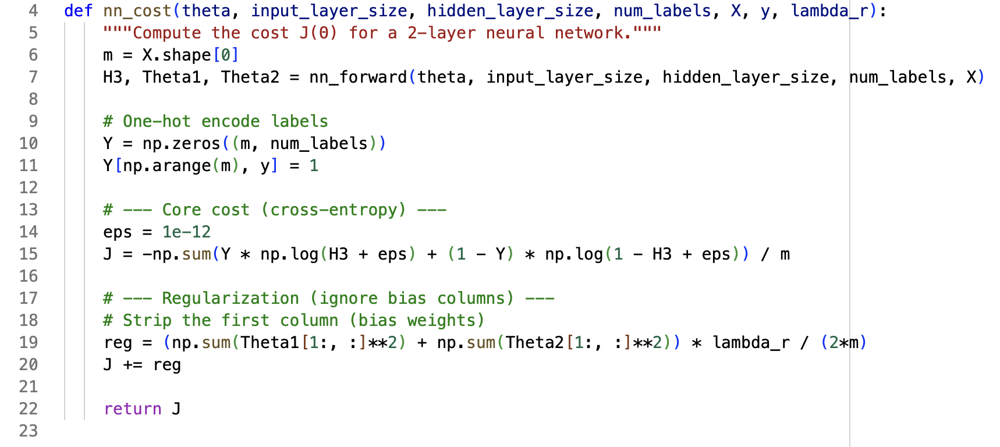 4 def nn_cost(theta, input_layer_size, hidden_layer_size, num_labels, X, y, lambda_r):
5     """Compute the cost J(θ) for a 2-layer neural network."""
6     m = X.shape[0]
7     H3, Theta1, Theta2 = nn_forward(theta, input_layer_size, hidden_layer_size, num_labels, X)
8
9     # One-hot encode labels
10     Y = np.zeros((m, num_labels))
11     Y[np.arange(m), y] = 1
12
13     # --- Core cost (cross-entropy) ---
14     eps = 1e-12
15     J = -np.sum(Y * np.log(H3 + eps) + (1 - Y) * np.log(1 - H3 + eps)) / m
16
17     # --- Regularization (ignore bias columns) ---
18     # Strip the first column (bias weights)
19     reg = (np.sum(Theta1[1:, :]**2) + np.sum(Theta2[1:, :]**2)) * lambda_r / (2*m)
20     J += reg
21
22     return J
23